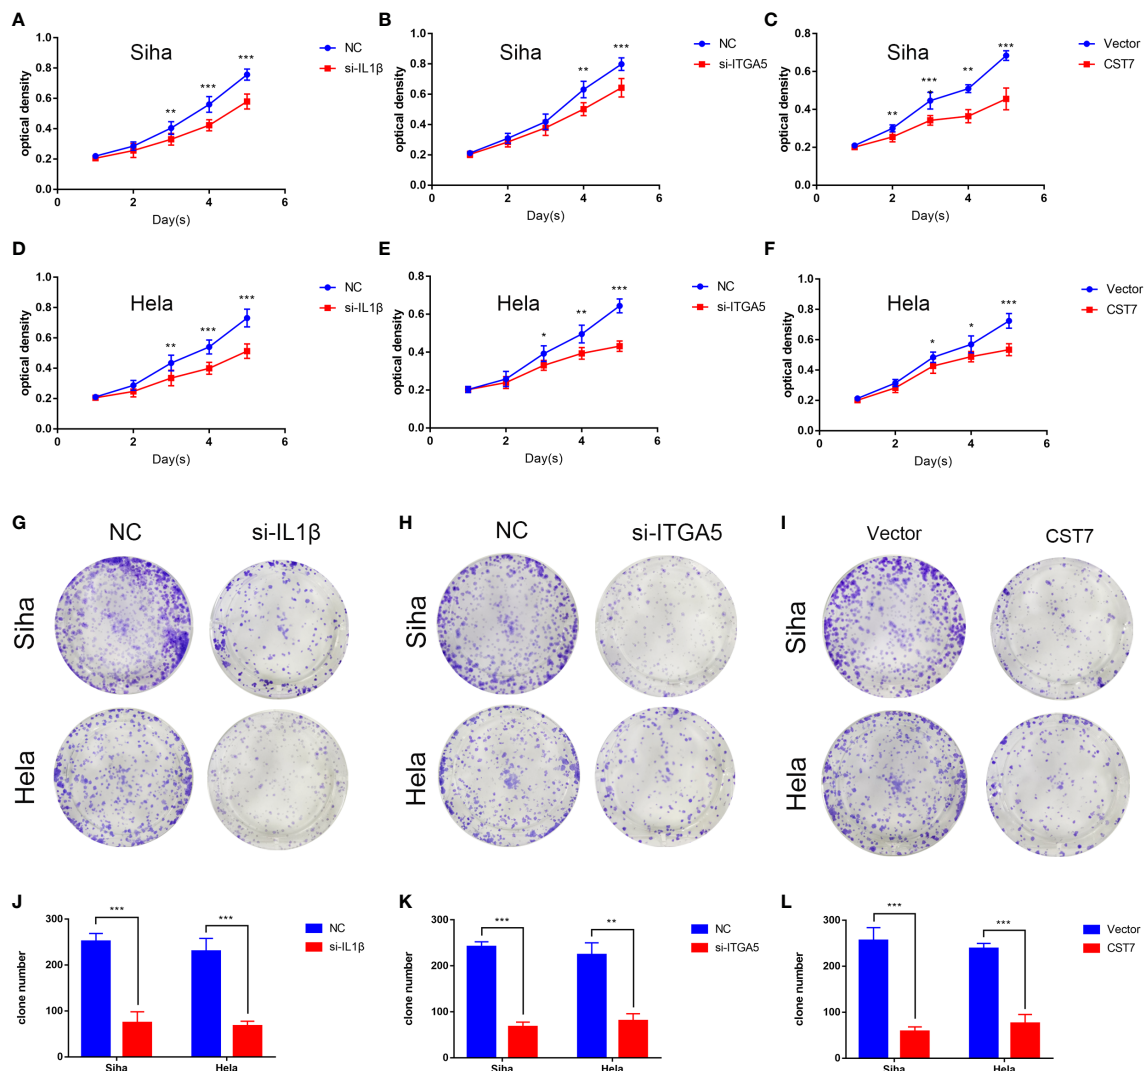 A
Siha
NC
si-IL1β
optical density
1.0
0.8
0.6
0.4
0.2
0.0
**
***
***
0
2
4
6
Day(s)
B
Siha
NC
si-ITGA5
optical density
1.0
0.8
0.6
0.4
0.2
0.0
**
***
0
2
4
6
Day(s)
C
Siha
Vector
CST7
optical density
0.8
0.6
0.4
0.2
0.0
**
***
**
***
0
2
4
6
Day(s)
D
Hela
NC
si-IL1β
optical density
1.0
0.8
0.6
0.4
0.2
0.0
**
***
***
0
2
4
6
Day(s)
E
Hela
NC
si-ITGA5
optical density
0.8
0.6
0.4
0.2
0.0
*
**
***
0
2
4
6
Day(s)
F
Hela
Vector
CST7
optical density
1.0
0.8
0.6
0.4
0.2
0.0
*
*
***
0
2
4
6
Day(s)
G
NC
si-IL1β
Siha
Hela
H
NC
si-ITGA5
Siha
Hela
I
Vector
CST7
Siha
Hela
J
NC
si-IL1β
clone number
300
200
100
0
***
***
Siha
Hela
K
NC
si-ITGA5
clone number
300
200
100
0
***
**
Siha
Hela
L
Vector
CST7
clone number
300
200
100
0
***
***
Siha
Hela